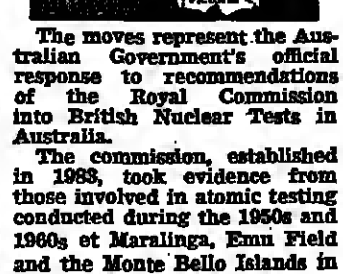 The moves represent the Aus-
tralian Government's official
response to recommendations
of the Royal Commission
into British Nuclear Tests in
Australia.
The commission, established
in 1983, took evidence from
those involved in atomic testing
conducted during the 1950s and
1960s et Maralinga, Emu Field
and the Monte Bello Islands in